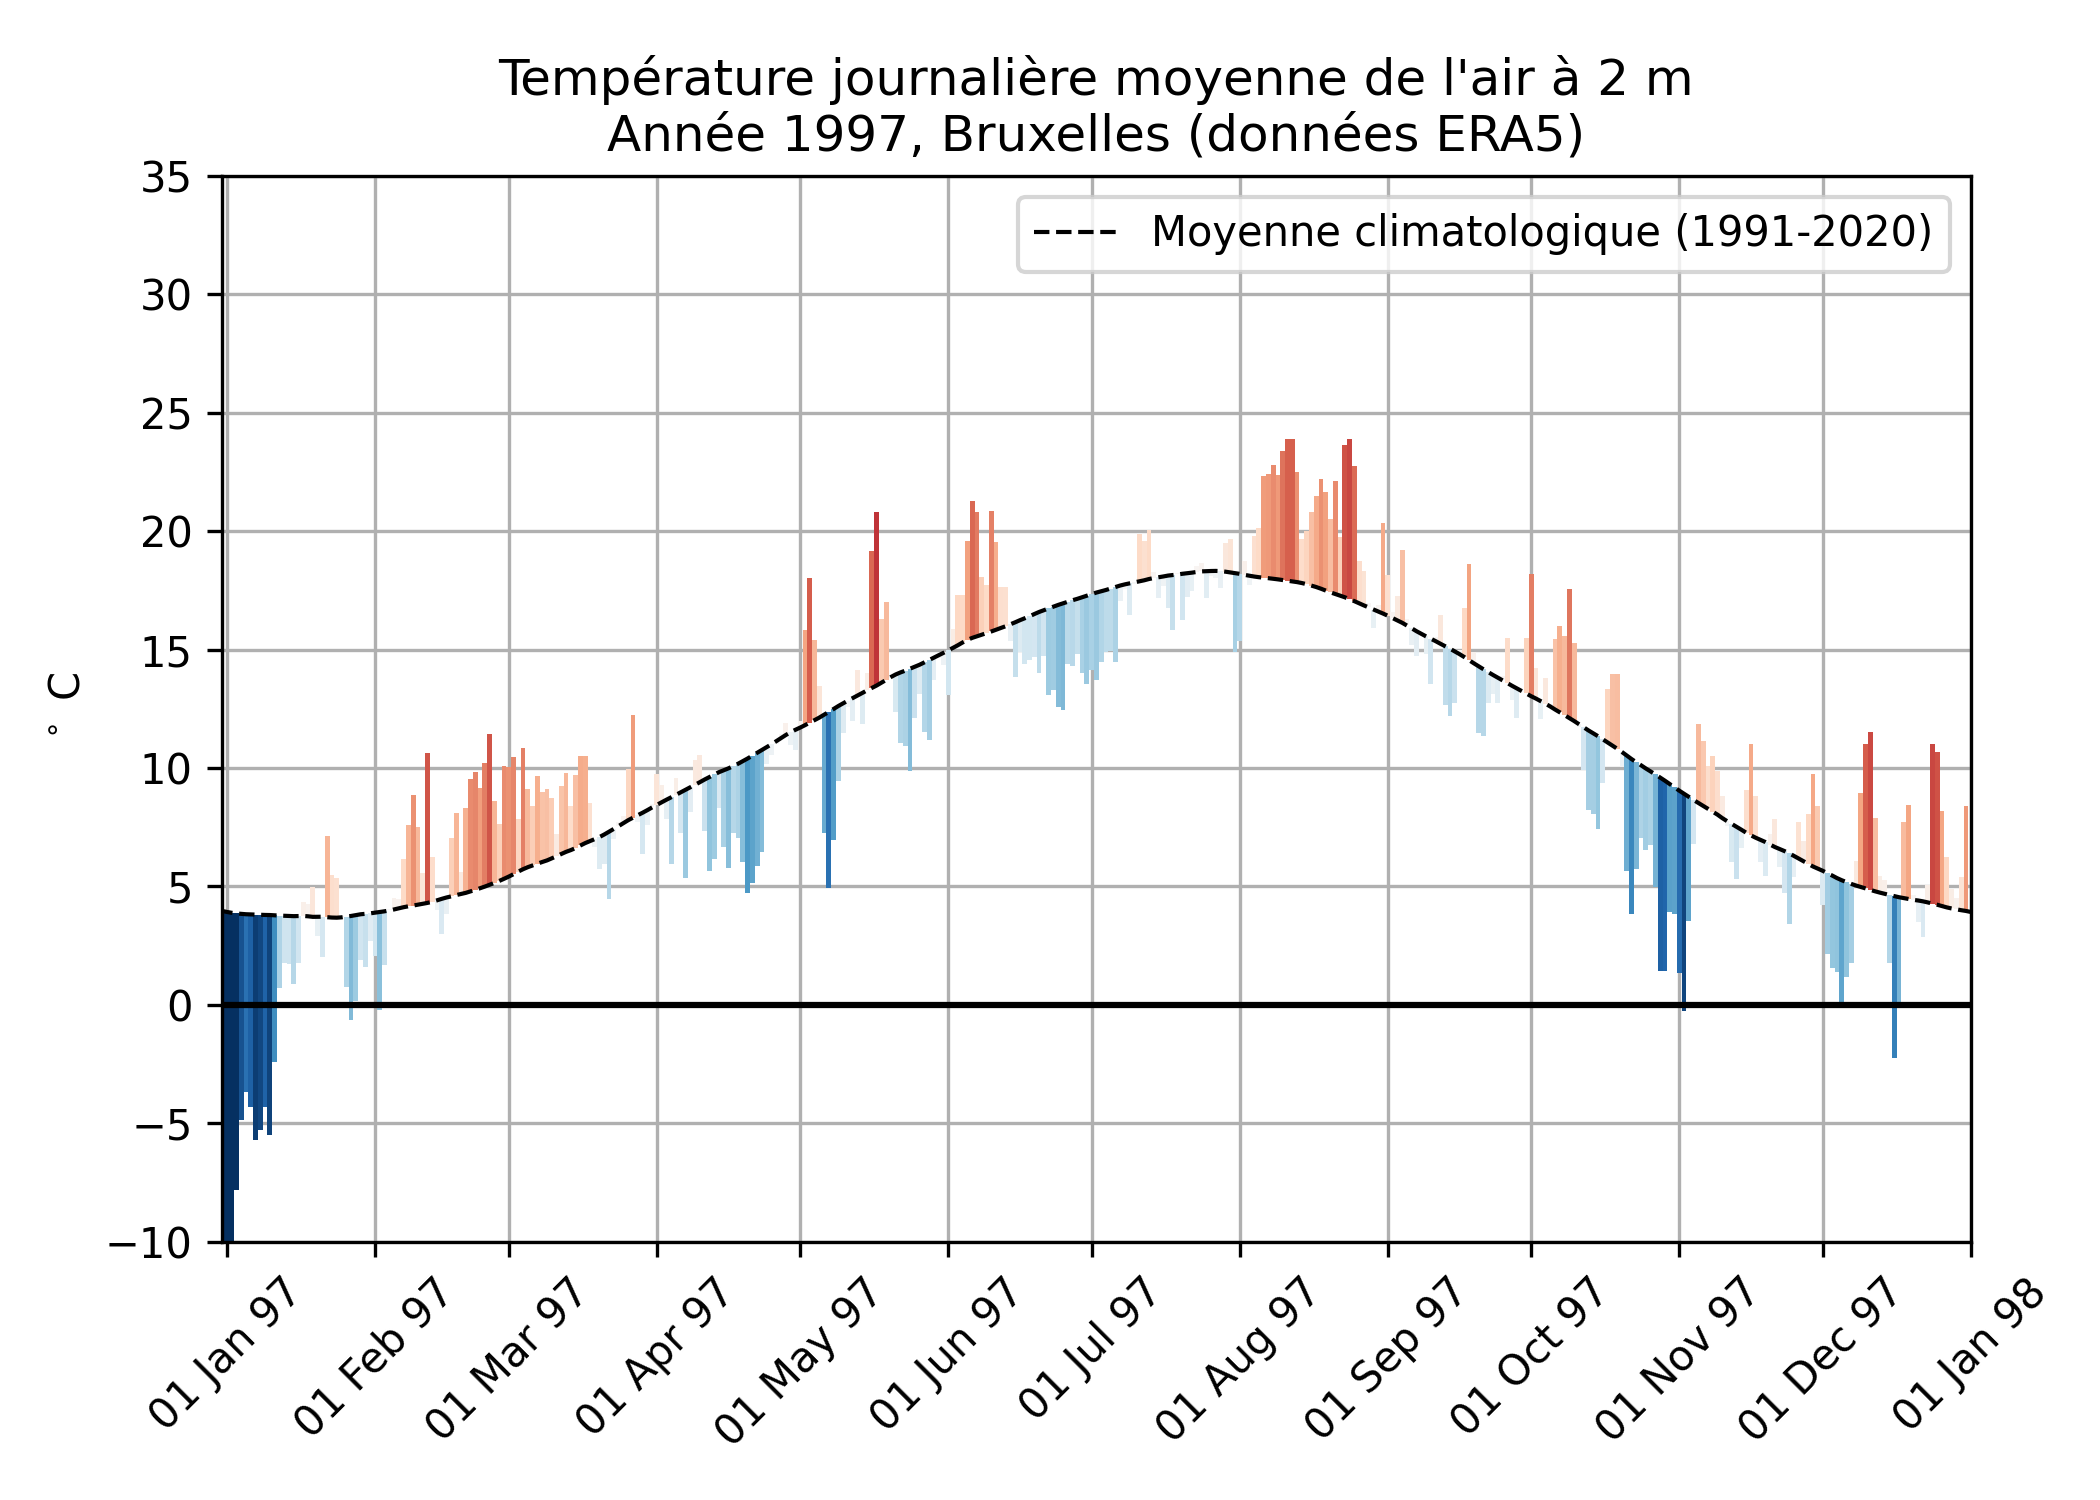 Température journalière moyenne de l'air à 2 m
Année 1997, Bruxelles (données ERA5)
Moyenne climatologique (1991-2020)
° C
35
30
25
20
15
10
5
0
−5
−10
01 Jan 97
01 Feb 97
01 Mar 97
01 Apr 97
01 May 97
01 Jun 97
01 Jul 97
01 Aug 97
01 Sep 97
01 Oct 97
01 Nov 97
01 Dec 97
01 Jan 98